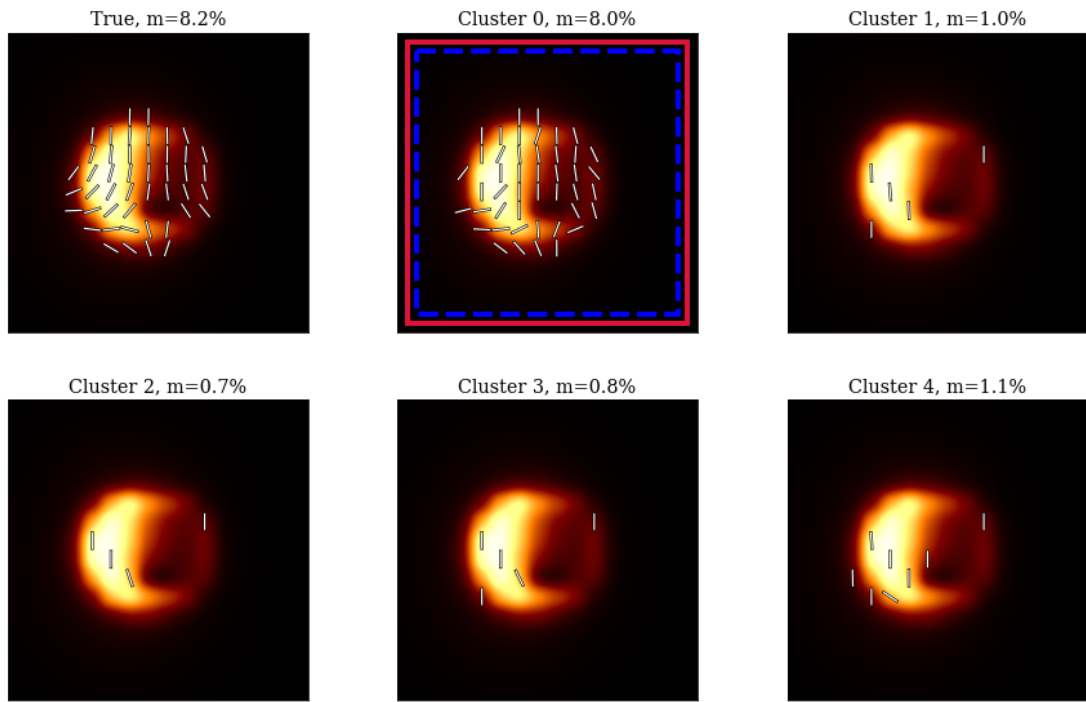 True, m=8.2%
Cluster 0, m=8.0%
Cluster 1, m=1.0%
Cluster 2, m=0.7%
Cluster 3, m=0.8%
Cluster 4, m=1.1%